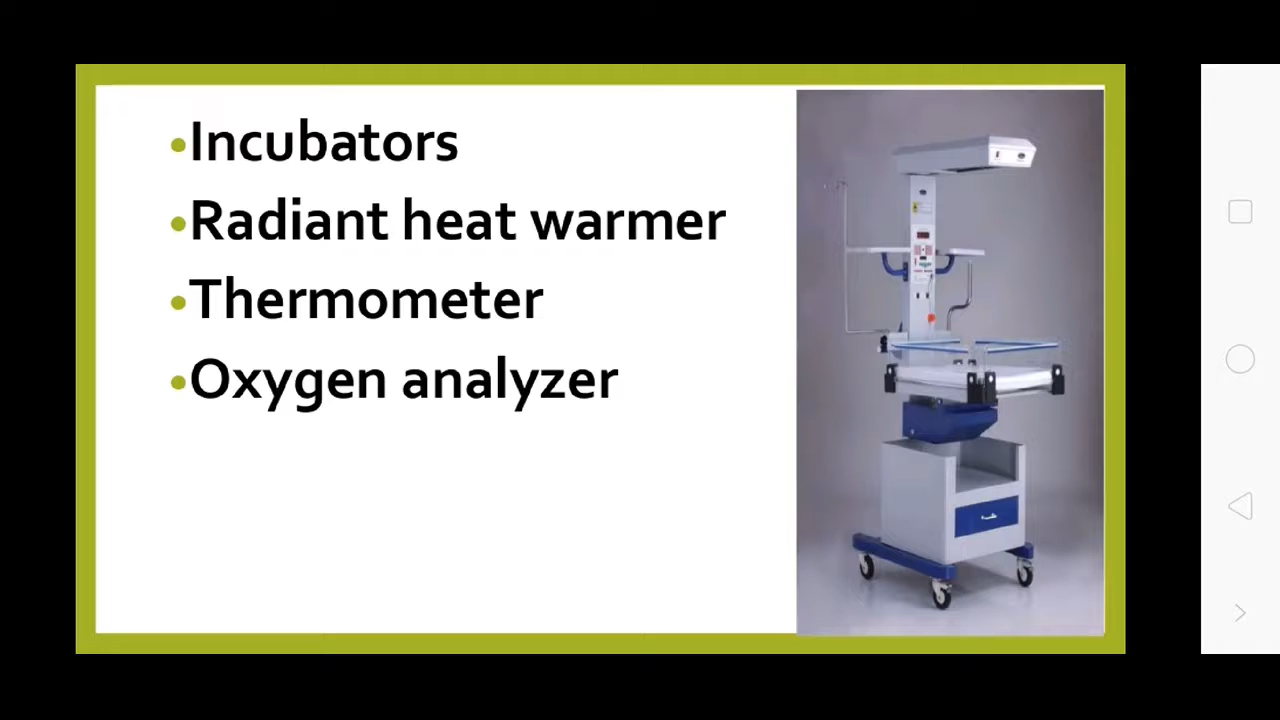 •Incubators
•Radiant heat warmer
•Thermometer
•Oxygen analyzer